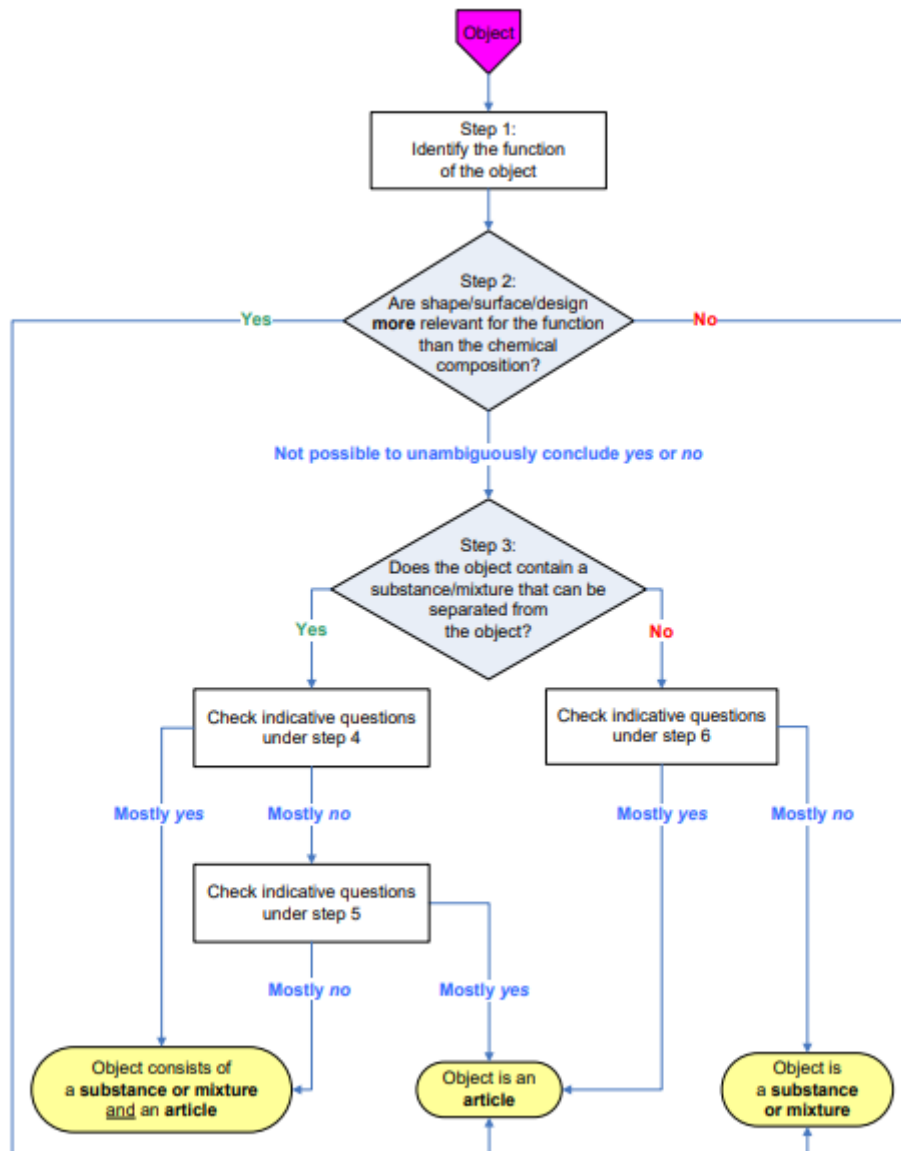 Object
Step 1:
Identify the function
of the object
Step 2:
Are shape/surface/design
more relevant for the function
than the chemical
composition?
Yes
No
Not possible to unambiguously conclude yes or no
Step 3:
Does the object contain a
substance/mixture that can be
separated from
the object?
Yes
No
Check indicative questions
under step 4
Check indicative questions
under step 6
Mostly yes
Mostly no
Mostly yes
Mostly no
Check indicative questions
under step 5
Mostly no
Mostly yes
Object consists of
a substance or mixture
and an article
Object is an
article
Object is
a substance
or mixture